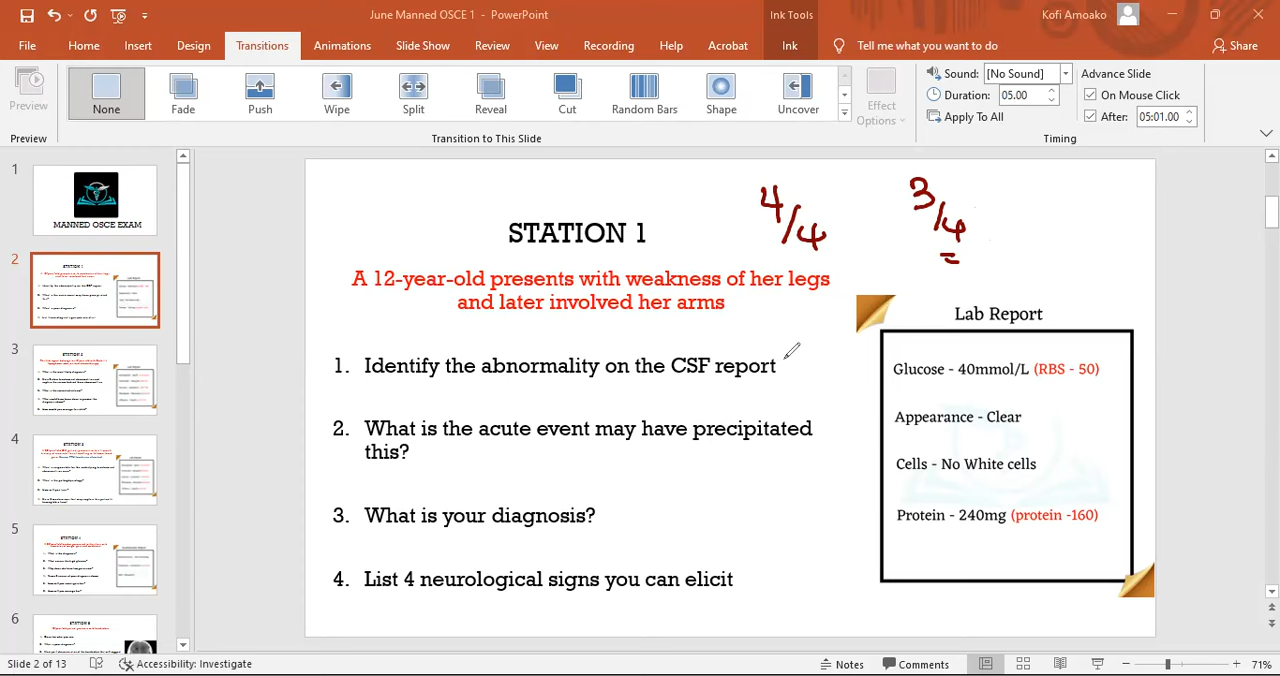 June Manned OSCE 1 - PowerPoint
Ink Tools
Kofi Amoako
File Home Insert Design Transitions Animations Slide Show Review View Recording Help Acrobat Ink Tell me what you want to do Share
Preview
Preview
None Fade Push Wipe Split Reveal Cut Random Bars Shape Uncover
Transition to This Slide
Effect Options
Sound: [No Sound]
Duration: 05.00
Apply To All
Advance Slide
On Mouse Click
After: 05:01.00
Timing
1
MANNED OSCE EXAM
2
3
4
5
6
4/4
3/4
=
STATION 1
A 12-year-old presents with weakness of her legs
and later involved her arms
1. Identify the abnormality on the CSF report
2. What is the acute event may have precipitated
this?
3. What is your diagnosis?
4. List 4 neurological signs you can elicit
Lab Report
Glucose - 40mmol/L (RBS - 50)
Appearance - Clear
Cells - No White cells
Protein - 240mg (protein -160)
Slide 2 of 13
Accessibility: Investigate
Notes
Comments
71%